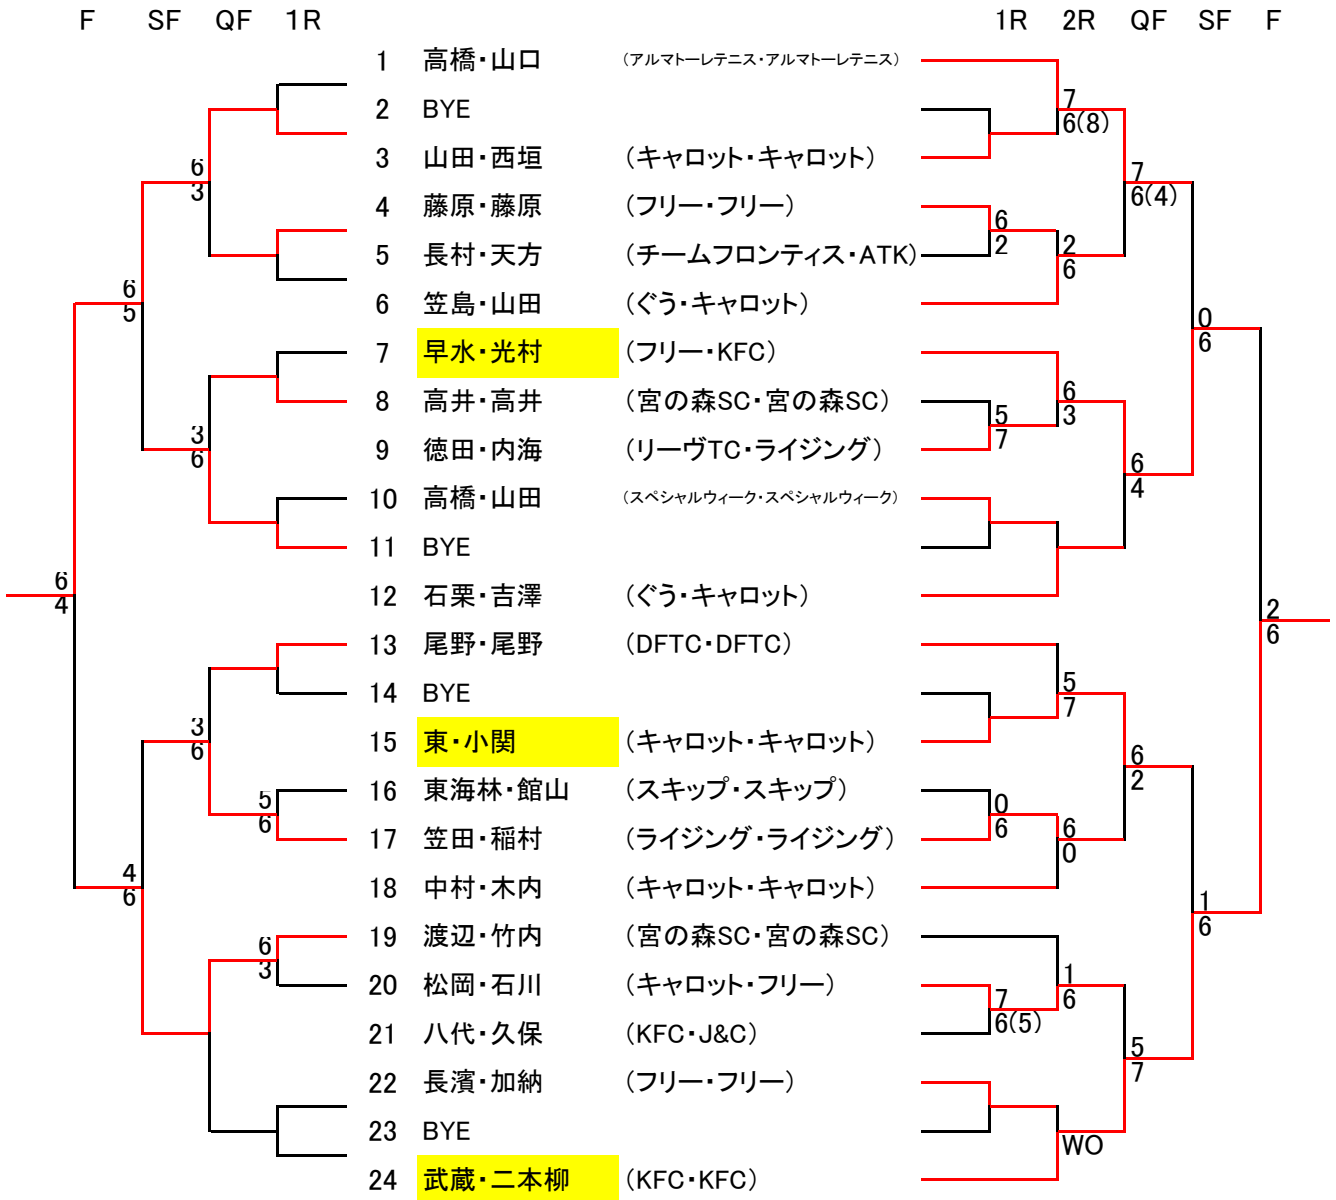 F SF QF 1R 1R 2R QF SF F
1 高橋・山口 (アルマトーレテニス・アルマトーレテニス)
2 BYE 7
6(8)
3 山田・西垣 (キャロット・キャロット)
6 7
3 6(4)
4 藤原・藤原 (フリー・フリー)
6
5 長村・天方 (チームフロンティス・ATK) 2 2
6
6 笠島・山田 (ぐう・キャロット)
6 0
5 6
7 早水・光村 (フリー・KFC)
8 高井・高井 (宮の森SC・宮の森SC) 6
5 3
9 徳田・内海 (リーヴTC・ライジング) 7
3 6
6 4
10 高橋・山田 (スペシャルウィーク・スペシャルウィーク)
11 BYE
6
4
12 石栗・吉澤 (ぐう・キャロット)
2
6
13 尾野・尾野 (DFTC・DFTC)
14 BYE 5
7
15 東・小関 (キャロット・キャロット)
3 6
6 2
16 東海林・館山 (スキップ・スキップ)
5 0
6 6
17 笠田・稲村 (ライジング・ライジング) 6
0
18 中村・木内 (キャロット・キャロット)
4 1
6 6
19 渡辺・竹内 (宮の森SC・宮の森SC)
6
3
20 松岡・石川 (キャロット・フリー) 1
7 6
21 八代・久保 (KFC・J&C) 6(5)
5
7
22 長濱・加納 (フリー・フリー)
23 BYE WO
24 武蔵・二本柳 (KFC・KFC)